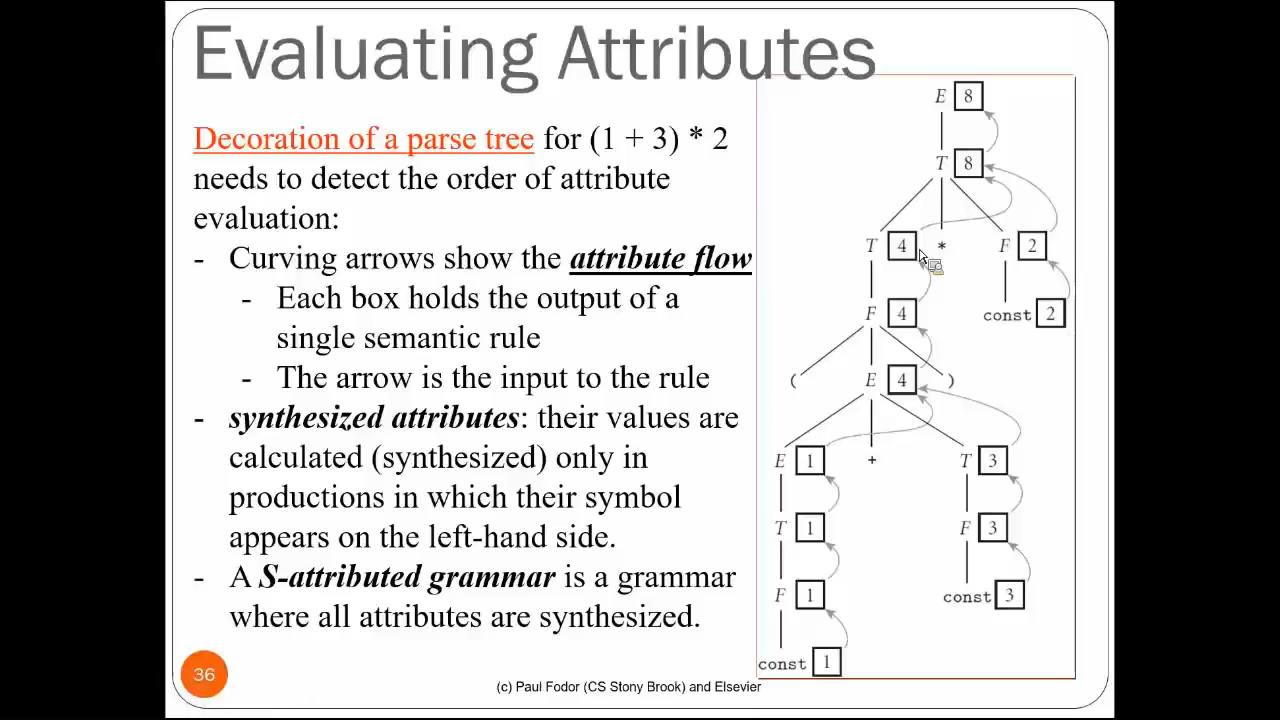 Evaluating Attributes
Decoration of a parse tree for (1 + 3) * 2
needs to detect the order of attribute
evaluation:
- Curving arrows show the attribute flow
- Each box holds the output of a
single semantic rule
- The arrow is the input to the rule
- synthesized attributes: their values are
calculated (synthesized) only in
productions in which their symbol
appears on the left-hand side.
- A S-attributed grammar is a grammar
where all attributes are synthesized.
E 8
T 8
T 4 * F 2
F 4 const 2
( E 4 )
E 1 + T 3
T 1 F 3
F 1 const 3
const 1
36
(c) Paul Fodor (CS Stony Brook) and Elsevier